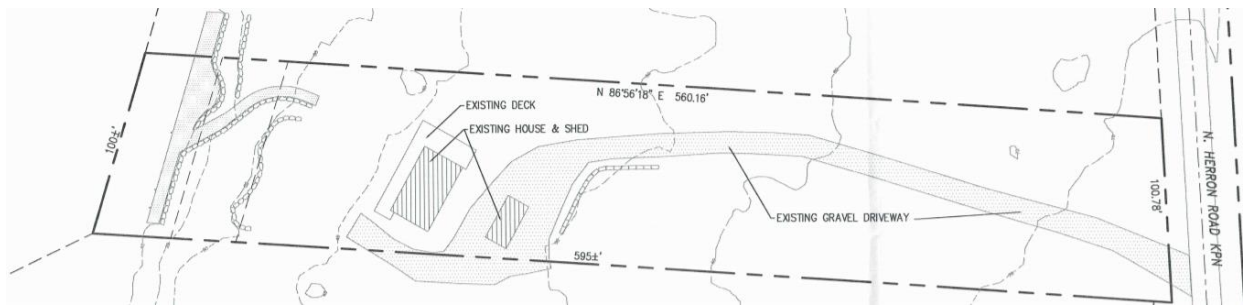 N 86°56'18" E 560.16'
EXISTING DECK
EXISTING HOUSE & SHED
100±'
100.78'
N. HERRON ROAD KPN
EXISTING GRAVEL DRIVEWAY
595±'